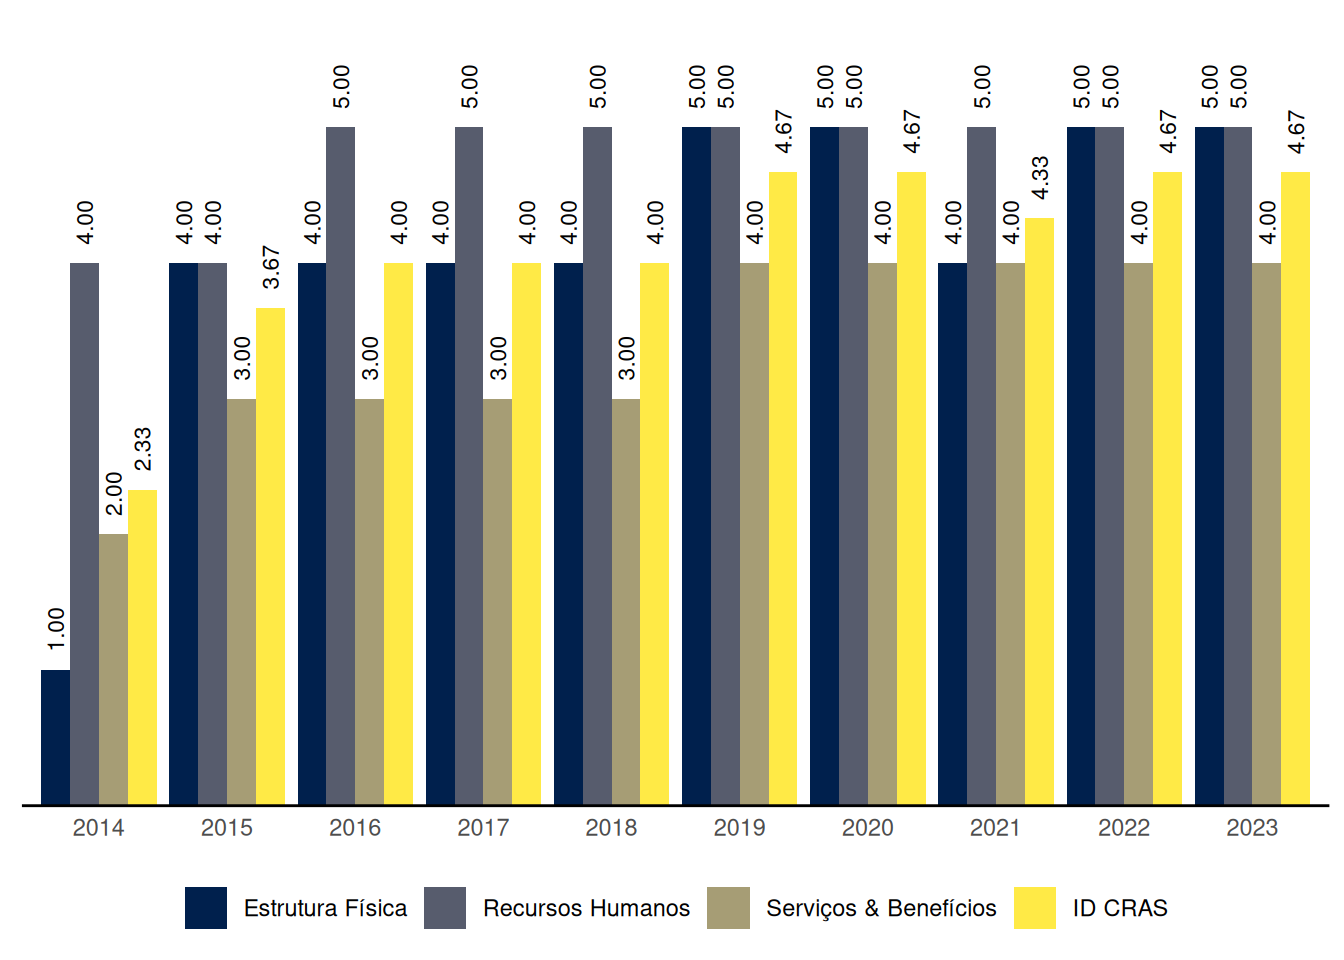 5.00 5.00 5.00 5.00 5.00 5.00 5.00 5.00 5.00 5.00 5.00 5.00
4.67 4.67 4.67 4.67
4.33
4.00 4.00 4.00 4.00 4.00 4.00 4.00 4.00 4.00 4.00 4.00 4.00 4.00 4.00 4.00
3.67
3.00 3.00 3.00 3.00
2.33
2.00
1.00
2014 2015 2016 2017 2018 2019 2020 2021 2022 2023
Estrutura Física Recursos Humanos Serviços & Benefícios ID CRAS